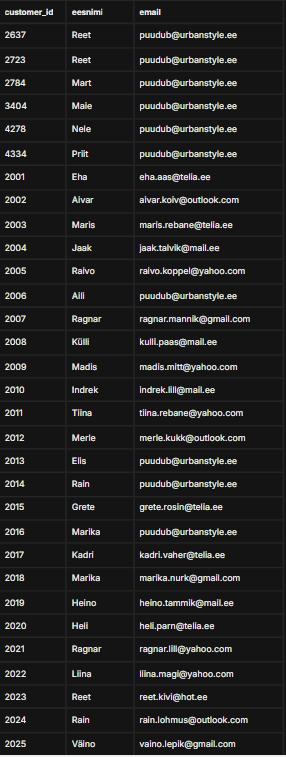 customer_id eesnimi email
2637 Reet puudub@urbanstyle.ee
2723 Reet puudub@urbanstyle.ee
2784 Mart puudub@urbanstyle.ee
3404 Male puudub@urbanstyle.ee
4278 Nele puudub@urbanstyle.ee
4334 Priit puudub@urbanstyle.ee
2001 Eha eha.aas@telia.ee
2002 Aivar aivar.koiv@outlook.com
2003 Maris maris.rebane@telia.ee
2004 Jaak jaak.talvik@mail.ee
2005 Raivo raivo.koppel@yahoo.com
2006 Aili puudub@urbanstyle.ee
2007 Ragnar ragnar.mannik@gmail.com
2008 Külli kulli.paas@mail.ee
2009 Madis madis.mitt@yahoo.com
2010 Indrek indrek.lill@mail.ee
2011 Tiina tiina.rebane@yahoo.com
2012 Merle merle.kukk@outlook.com
2013 Eils puudub@urbanstyle.ee
2014 Rain puudub@urbanstyle.ee
2015 Grete grete.rosin@telia.ee
2016 Marika puudub@urbanstyle.ee
2017 Kadri kadri.vaher@telia.ee
2018 Marika marika.nurk@gmail.com
2019 Heino heino.tammik@mail.ee
2020 Heli heli.parn@telia.ee
2021 Ragnar ragnar.lill@yahoo.com
2022 Liina liina.magi@yahoo.com
2023 Reet reet.kivi@hot.ee
2024 Rain rain.lohmus@outlook.com
2025 Väino vaino.lepik@gmail.com